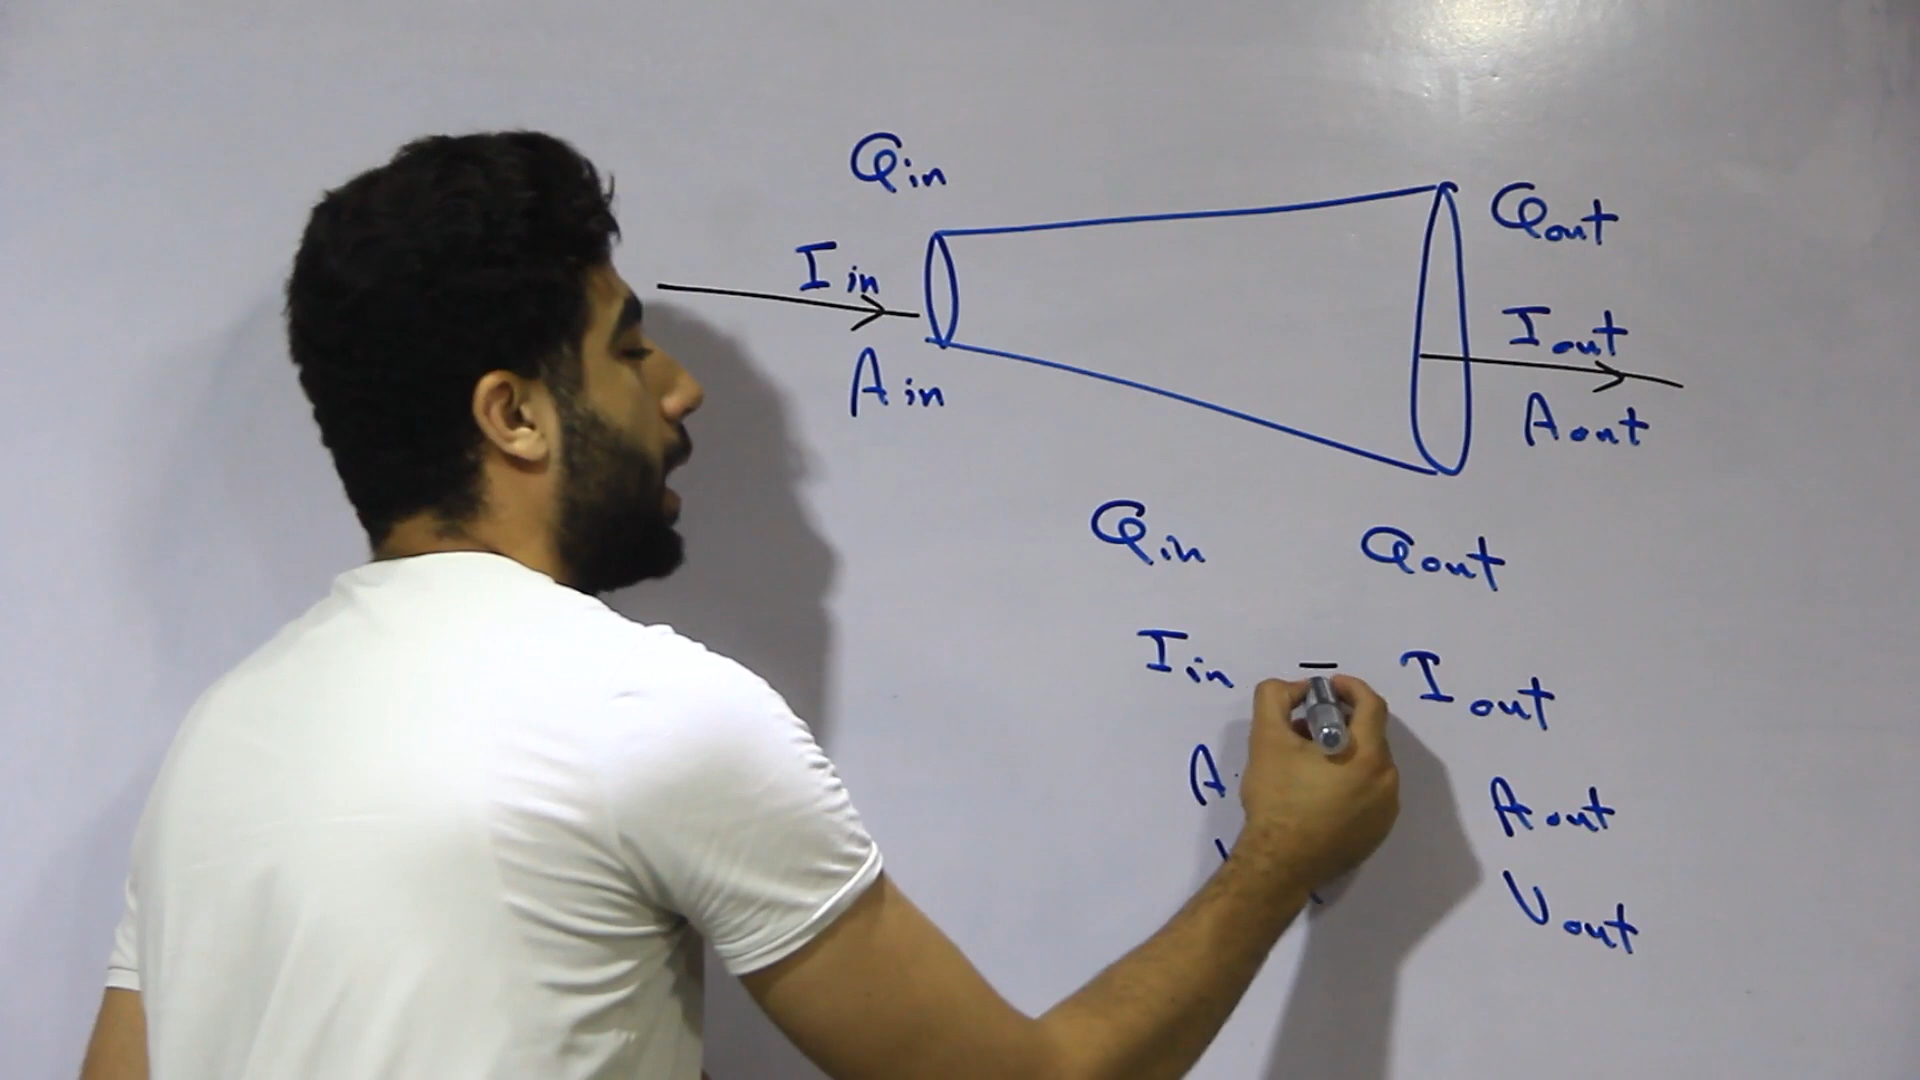 Qin
Qout
Iin
Iout
Ain
Aout
Qin Qout
Iin – Iout
A Aout
Vout